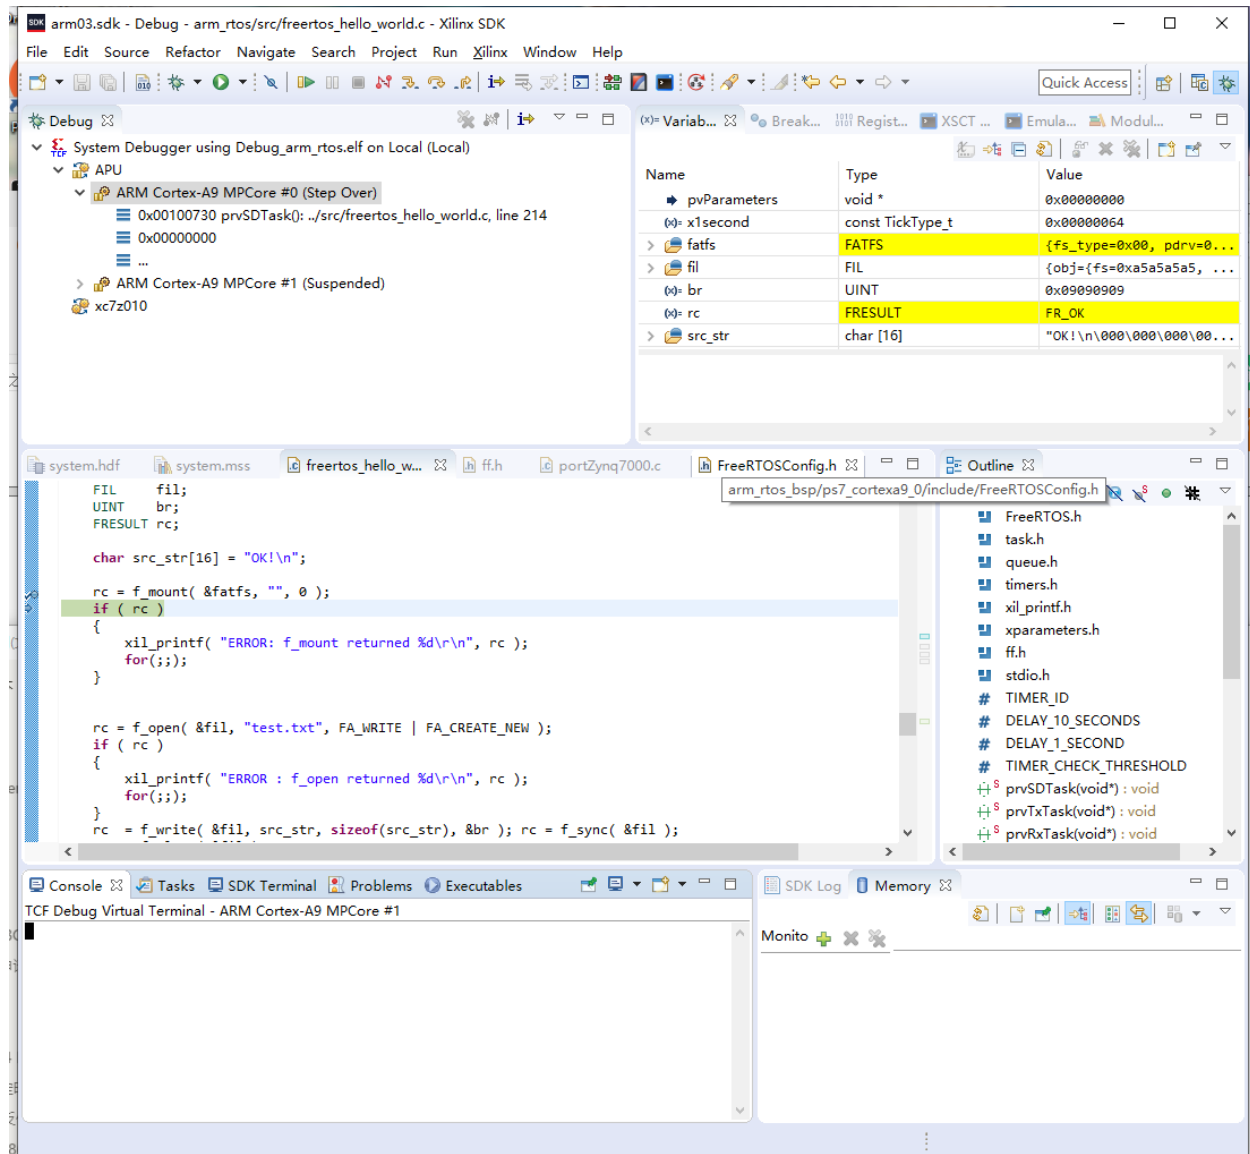 SDK arm03.sdk - Debug - arm_rtos/src/freertos_hello_world.c - Xilinx SDK
File Edit Source Refactor Navigate Search Project Run Xilinx Window Help
Quick Access
Debug
System Debugger using Debug_arm_rtos.elf on Local (Local)
APU
ARM Cortex-A9 MPCore #0 (Step Over)
0x00100730 prvSDTask(): ../src/freertos_hello_world.c, line 214
0x00000000
...
ARM Cortex-A9 MPCore #1 (Suspended)
xc7z010
(x)= Variab... Break... Regist... XSCT ... Emula... Modul...
Name Type Value
pvParameters void * 0x00000000
(x)= x1second const TickType_t 0x00000064
fatfs FATFS {fs_type=0x00, pdrv=0...
fil FIL {obj={fs=0xa5a5a5a5, ...
(x)= br UINT 0x09090909
(x)= rc FRESULT FR_OK
src_str char [16] "OK!\n\000\000\000\00...
system.hdf system.mss freertos_hello_w... ff.h portZynq7000.c FreeRTOSConfig.h
arm_rtos_bsp/ps7_cortexa9_0/include/FreeRTOSConfig.h
FIL fil;
UINT br;
FRESULT rc;
char src_str[16] = "OK!\n";
rc = f_mount( &fatfs, "", 0 );
if ( rc )
{
xil_printf( "ERROR: f_mount returned %d\r\n", rc );
for(;;);
}
rc = f_open( &fil, "test.txt", FA_WRITE | FA_CREATE_NEW );
if ( rc )
{
xil_printf( "ERROR : f_open returned %d\r\n", rc );
for(;;);
}
rc = f_write( &fil, src_str, sizeof(src_str), &br ); rc = f_sync( &fil );
Outline
FreeRTOS.h
task.h
queue.h
timers.h
xil_printf.h
xparameters.h
ff.h
stdio.h
# TIMER_ID
# DELAY_10_SECONDS
# DELAY_1_SECOND
# TIMER_CHECK_THRESHOLD
prvSDTask(void*) : void
prvTxTask(void*) : void
prvRxTask(void*) : void
Console Tasks SDK Terminal Problems Executables
TCF Debug Virtual Terminal - ARM Cortex-A9 MPCore #1
SDK Log Memory
Monito